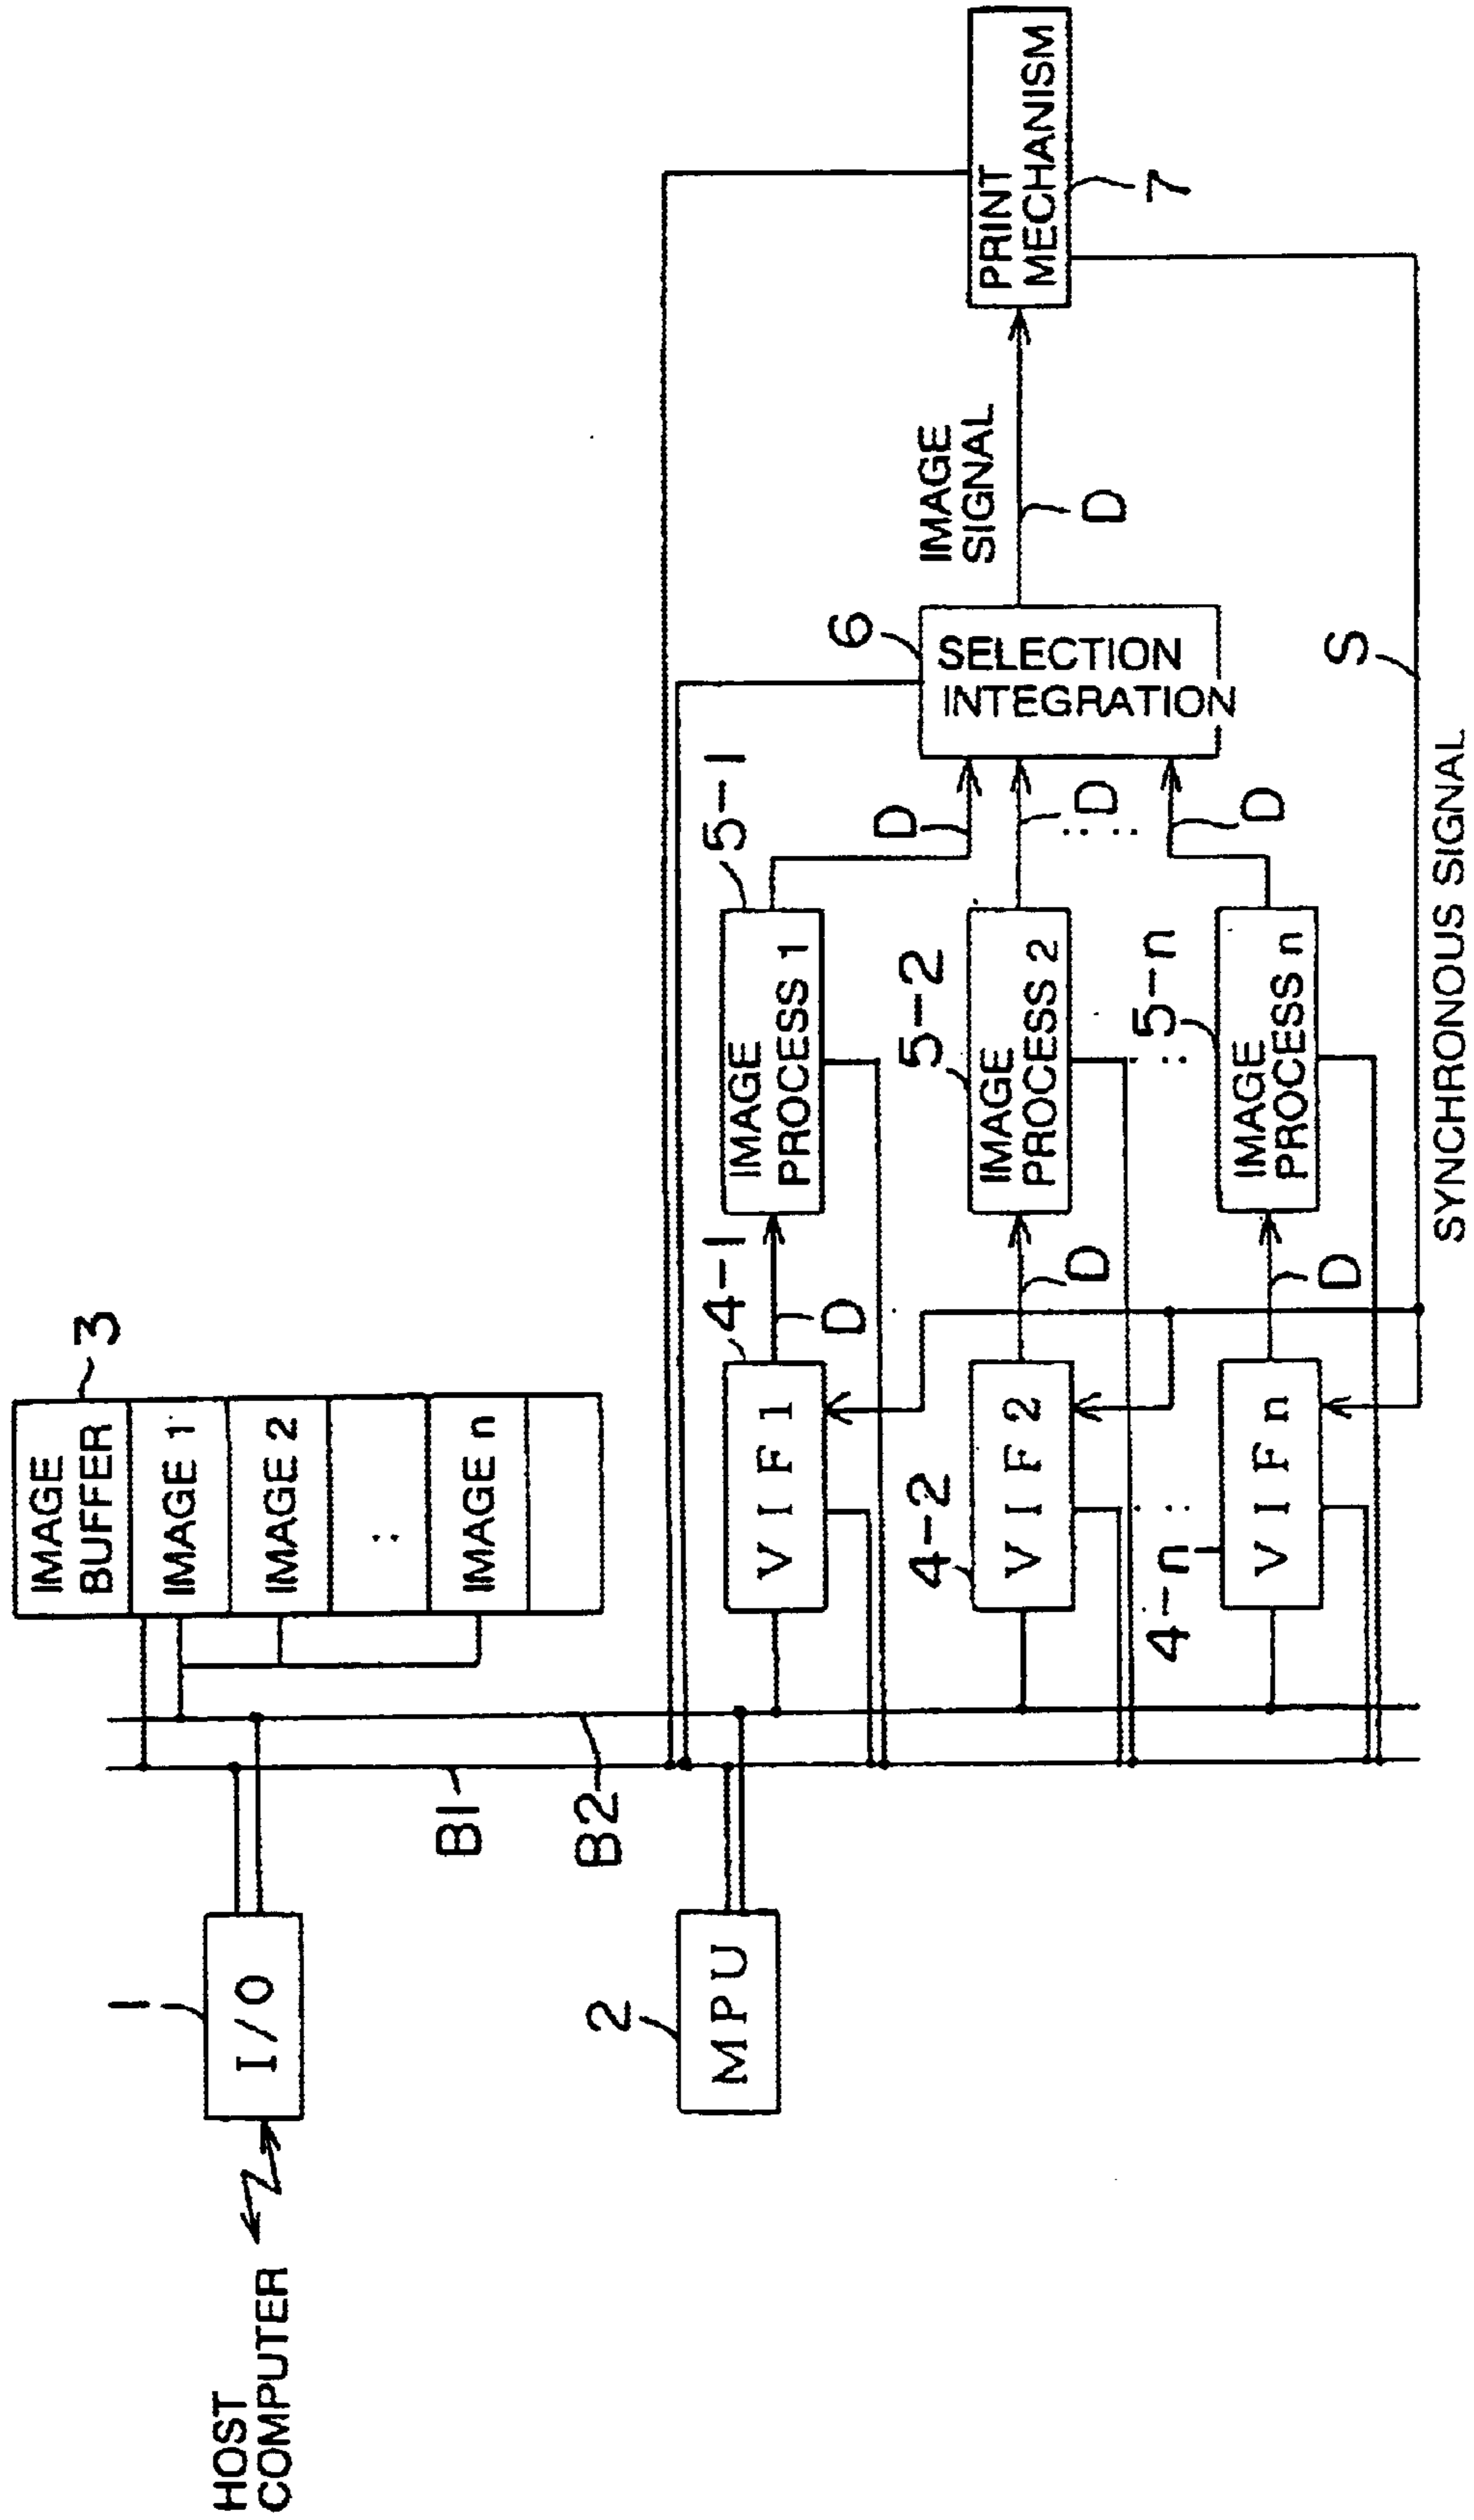 HOST
COMPUTER
1
I/O
2
MPU
B1
B2
3
IMAGE
BUFFER
IMAGE 1
IMAGE 2
IMAGE n
4-1
VIF1
4-2
VIF2
4-n
VIFn
D
D
D
5-1
IMAGE
PROCESS 1
5-2
IMAGE
PROCESS 2
5-n
IMAGE
PROCESS n
D
D
D
6
SELECTION
INTEGRATION
IMAGE
SIGNAL
D
PRINT
MECHANISM
7
S
SYNCHRONOUS SIGNAL